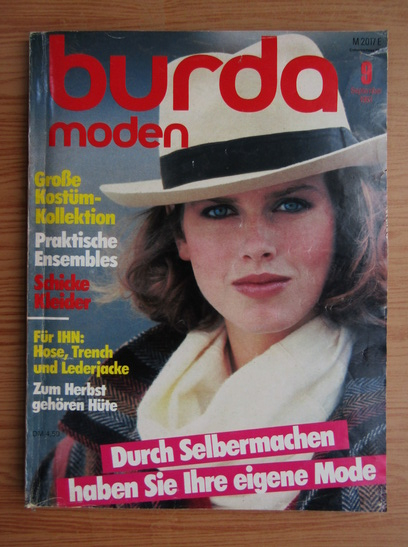 burda
moden
M 2017 E
8
Große
Kostüm-
Kollektion
Praktische
Ensembles
Schicke
Kleider
Für IHN:
Hose, Trench
und Lederjacke
Zum Herbst
gehören Hüte
Durch Selbermachen
haben Sie Ihre eigene Mode